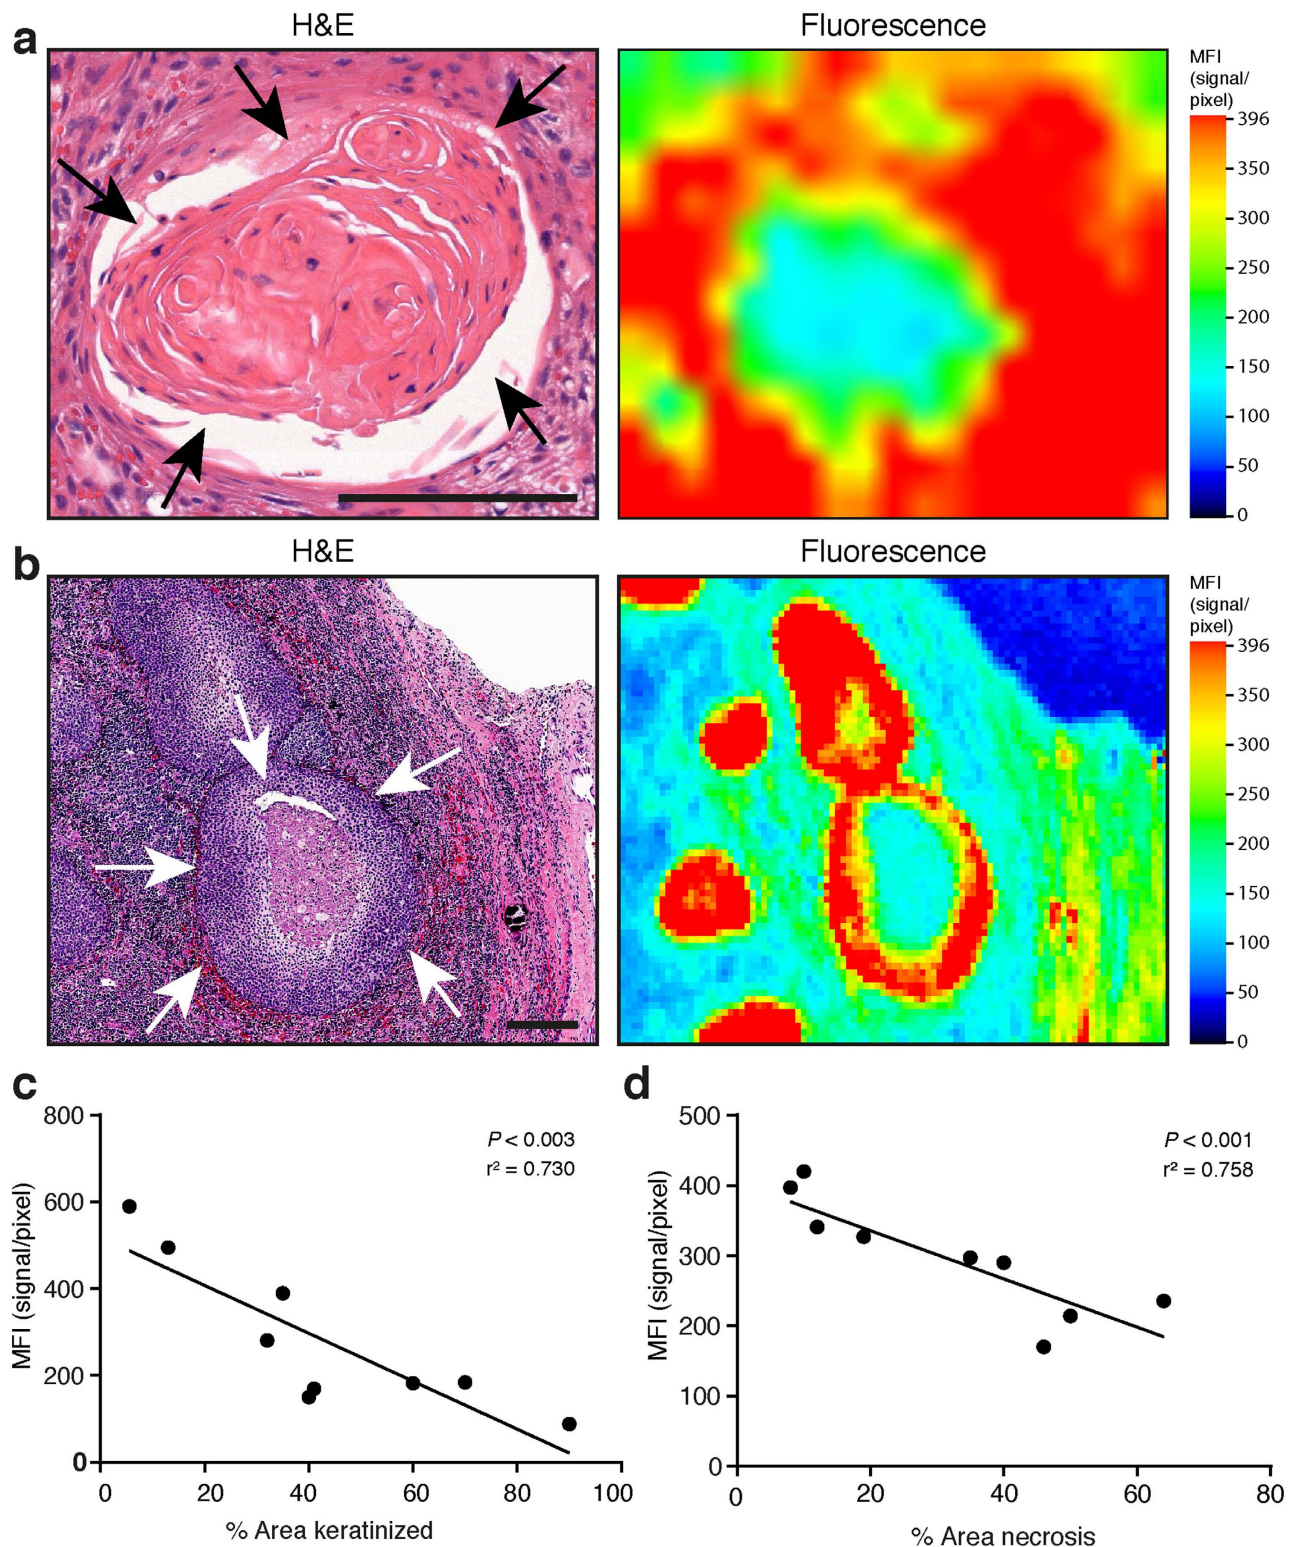 a
H&E
Fluorescence
MFI
(signal/
pixel)
396
350
300
250
200
150
100
50
0
b
H&E
Fluorescence
MFI
(signal/
pixel)
396
350
300
250
200
150
100
50
0
c
800
600
400
200
0
MFI (signal/pixel)
P < 0.003
r² = 0.730
0 20 40 60 80 100
% Area keratinized
d
500
400
300
200
100
0
MFI (signal/pixel)
P < 0.001
r² = 0.758
0 20 40 60 80
% Area necrosis